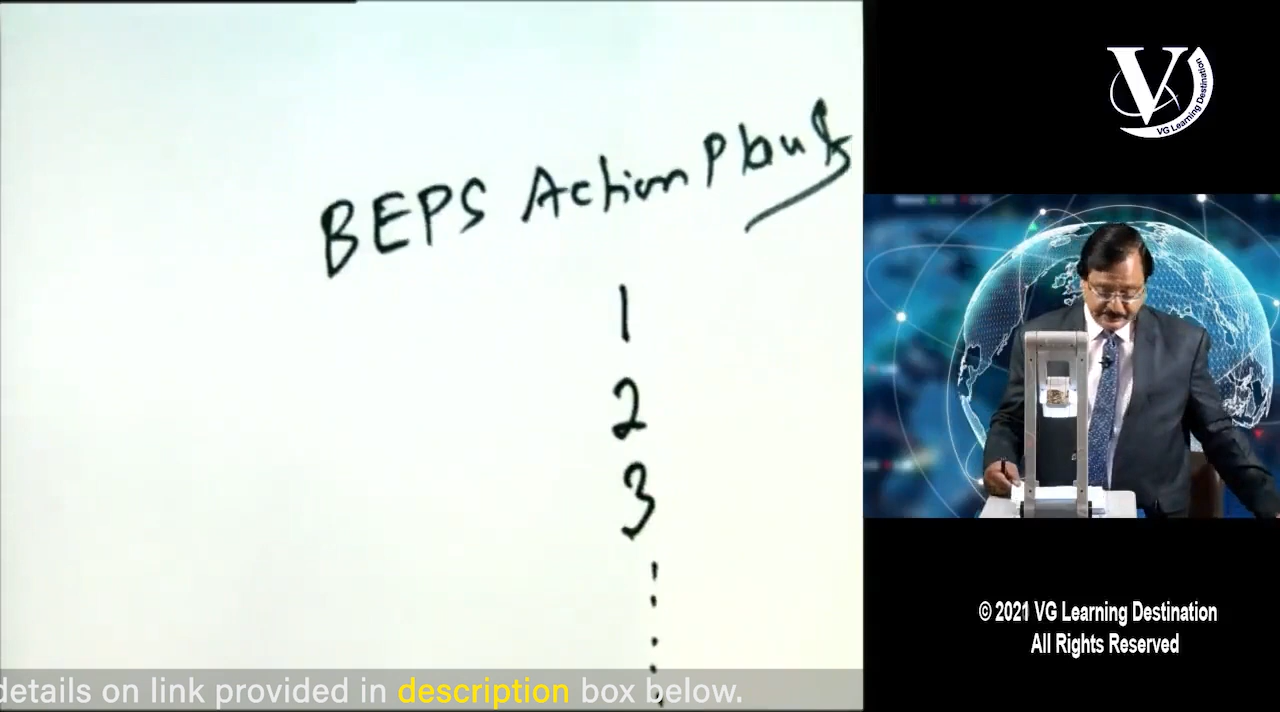 BEPS Action Plans
1
2
3
V
VG Learning Destination
© 2021 VG Learning Destination
All Rights Reserved
details on link provided in description box below.